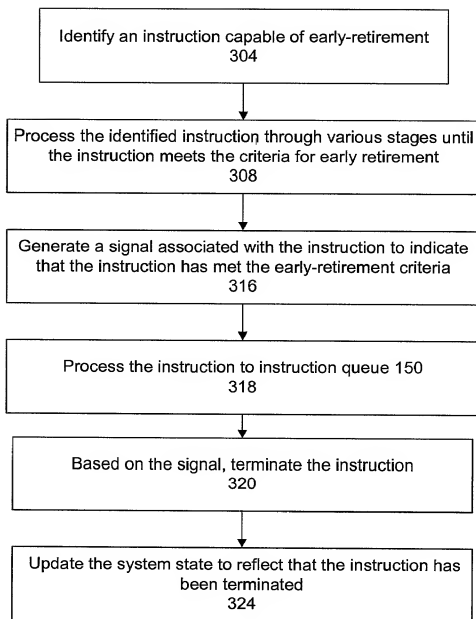 Identify an instruction capable of early-retirement
304
Process the identified instruction through various stages until
the instruction meets the criteria for early retirement
308
Generate a signal associated with the instruction to indicate
that the instruction has met the early-retirement criteria
316
Process the instruction to instruction queue 150
318
Based on the signal, terminate the instruction
320
Update the system state to reflect that the instruction has
been terminated
324